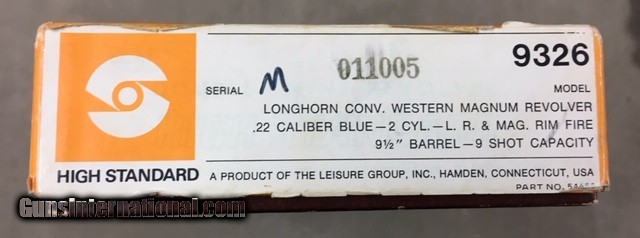 SERIAL M 011005 9326
MODEL
LONGHORN CONV. WESTERN MAGNUM REVOLVER
.22 CALIBER BLUE—2 CYL.—L. R. & MAG. RIM FIRE
9½" BARREL—9 SHOT CAPACITY
HIGH STANDARD
A PRODUCT OF THE LEISURE GROUP, INC., HAMDEN, CONNECTICUT, USA
PART NO.
GunsInternational.com